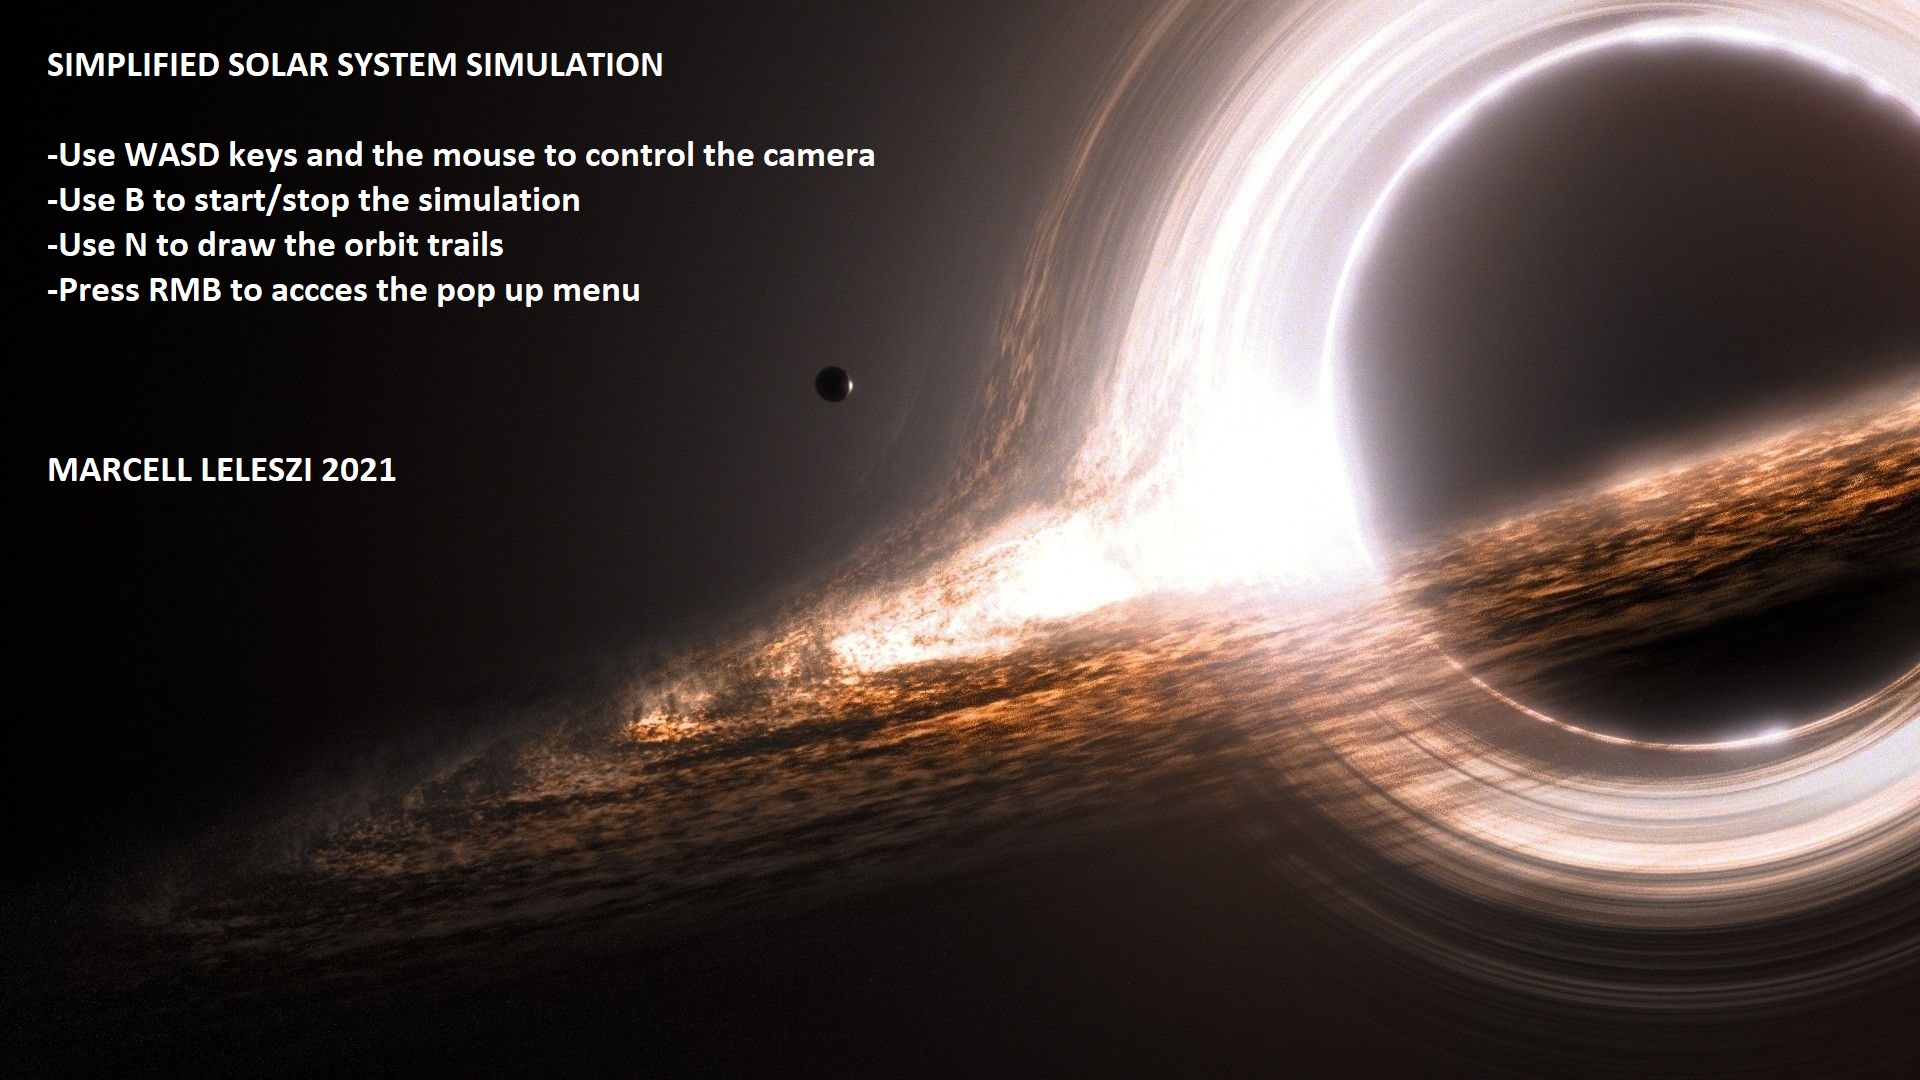 SIMPLIFIED SOLAR SYSTEM SIMULATION
-Use WASD keys and the mouse to control the camera
-Use B to start/stop the simulation
-Use N to draw the orbit trails
-Press RMB to accces the pop up menu
MARCELL LELESZI 2021